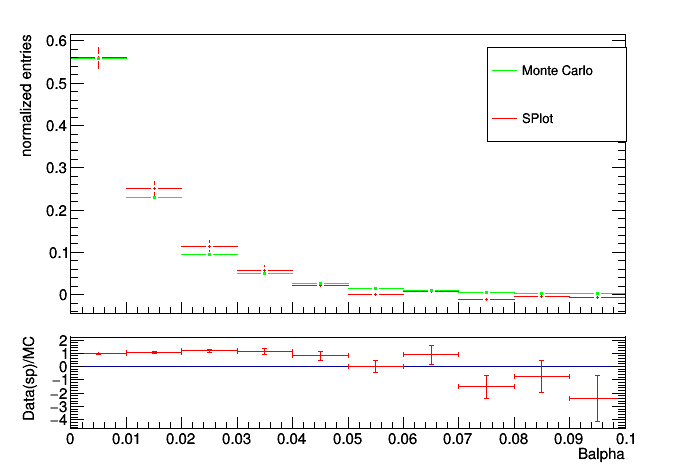 normalized entries
0.6
0.5
0.4
0.3
0.2
0.1
0
Monte Carlo
SPlot
Data(sp)/MC
2
1
0
−1
−2
−3
−4
0 0.01 0.02 0.03 0.04 0.05 0.06 0.07 0.08 0.09 0.1
Balpha